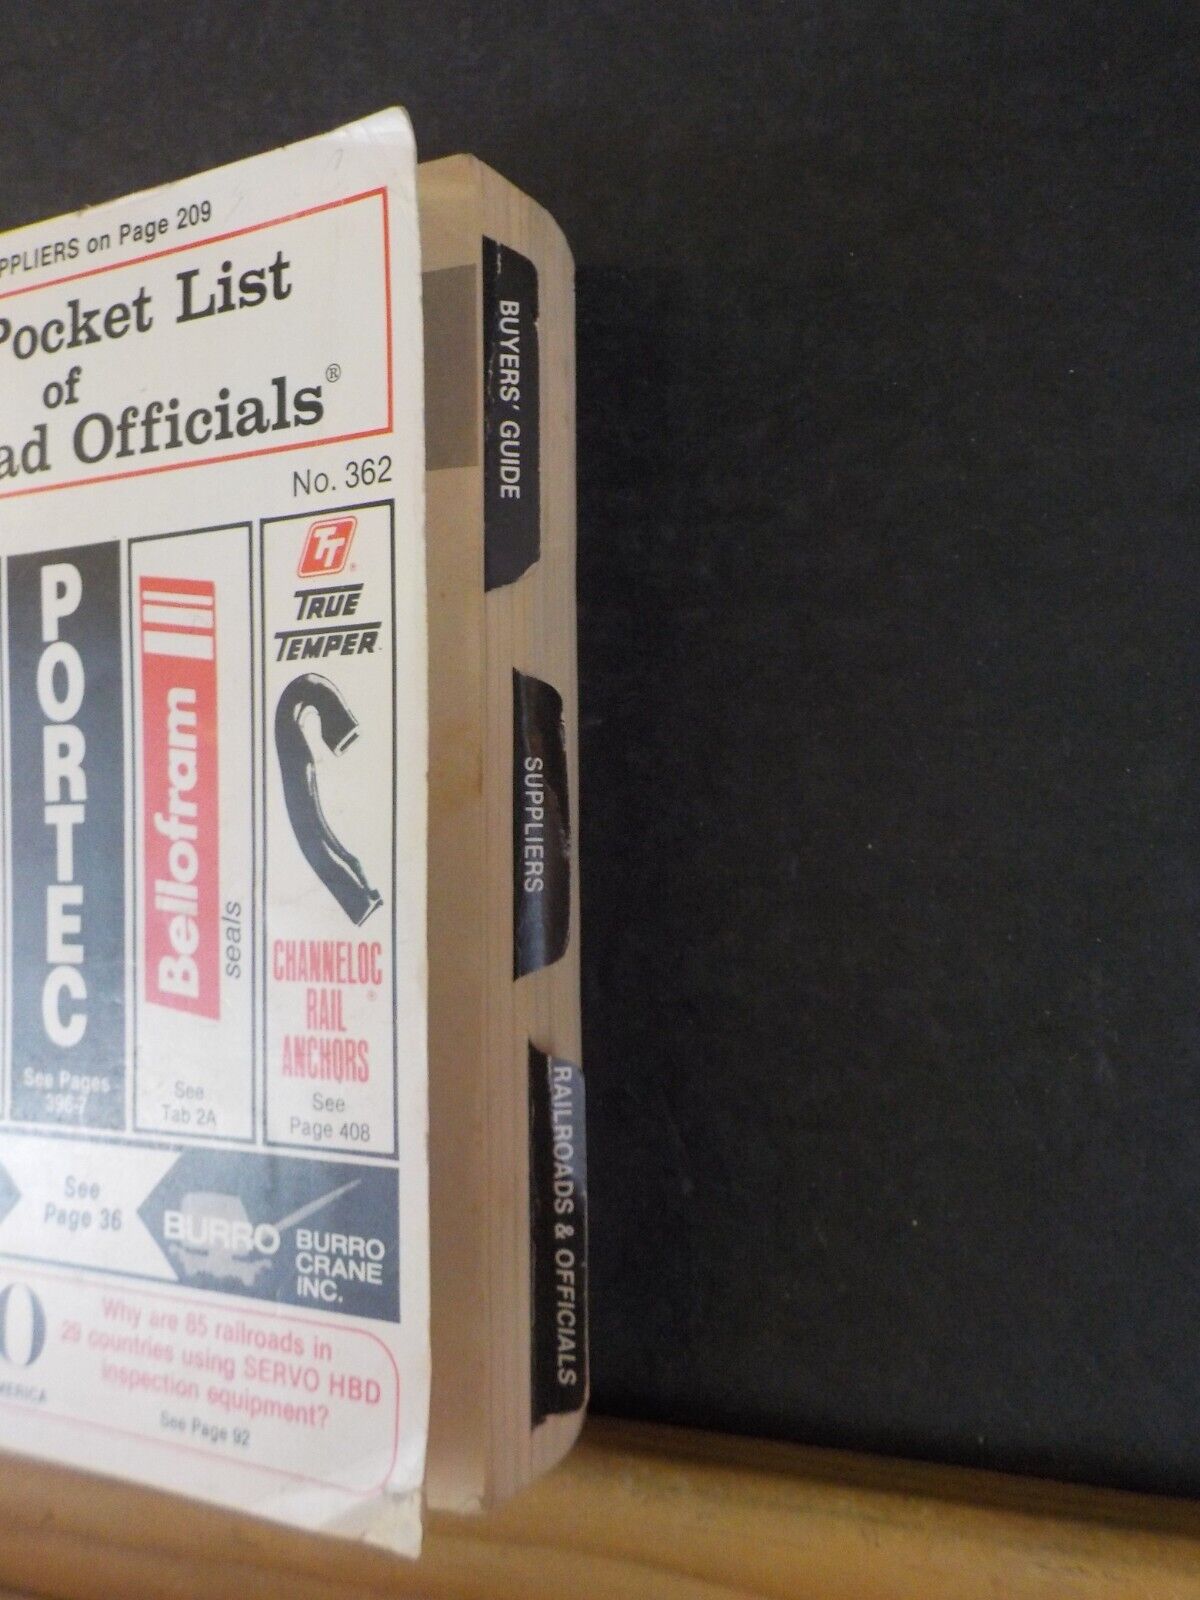 PPLIERS on Page 209
Pocket List
of
ad Officials®
No. 362
PORTEC
See Pages
Bellofram
seals
See
Tab 2A
TT®
TRUE
TEMPER
CHANNELOC®
RAIL
ANCHORS
See
Page 408
See
Page 36
BURRO
BURRO
CRANE
INC.
O
MERICA
Why are 85 railroads in
29 countries using SERVO HBD
inspection equipment?
See Page 92
BUYERS' GUIDE
SUPPLIERS
RAILROADS & OFFICIALS